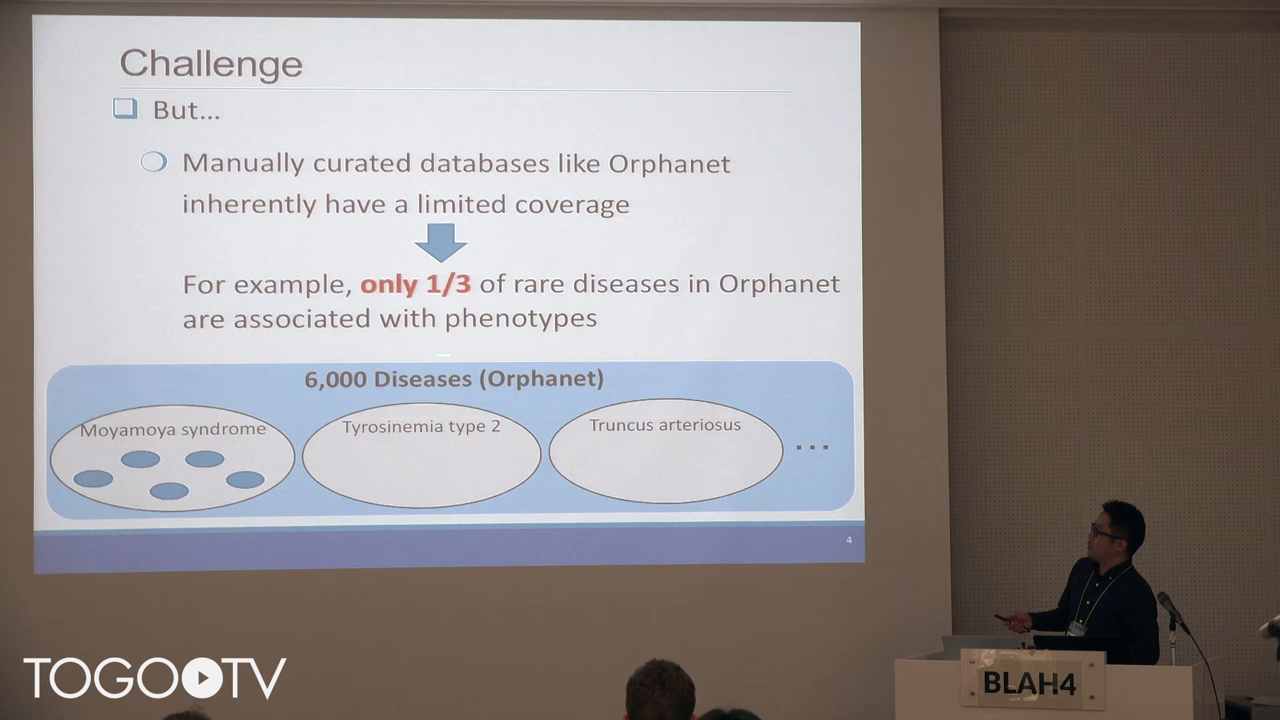 Challenge
But...
Manually curated databases like Orphanet
inherently have a limited coverage
For example, only 1/3 of rare diseases in Orphanet
are associated with phenotypes
6,000 Diseases (Orphanet)
Moyamoya syndrome
Tyrosinemia type 2
Truncus arteriosus
...
4
BLAH4
TOGOTV